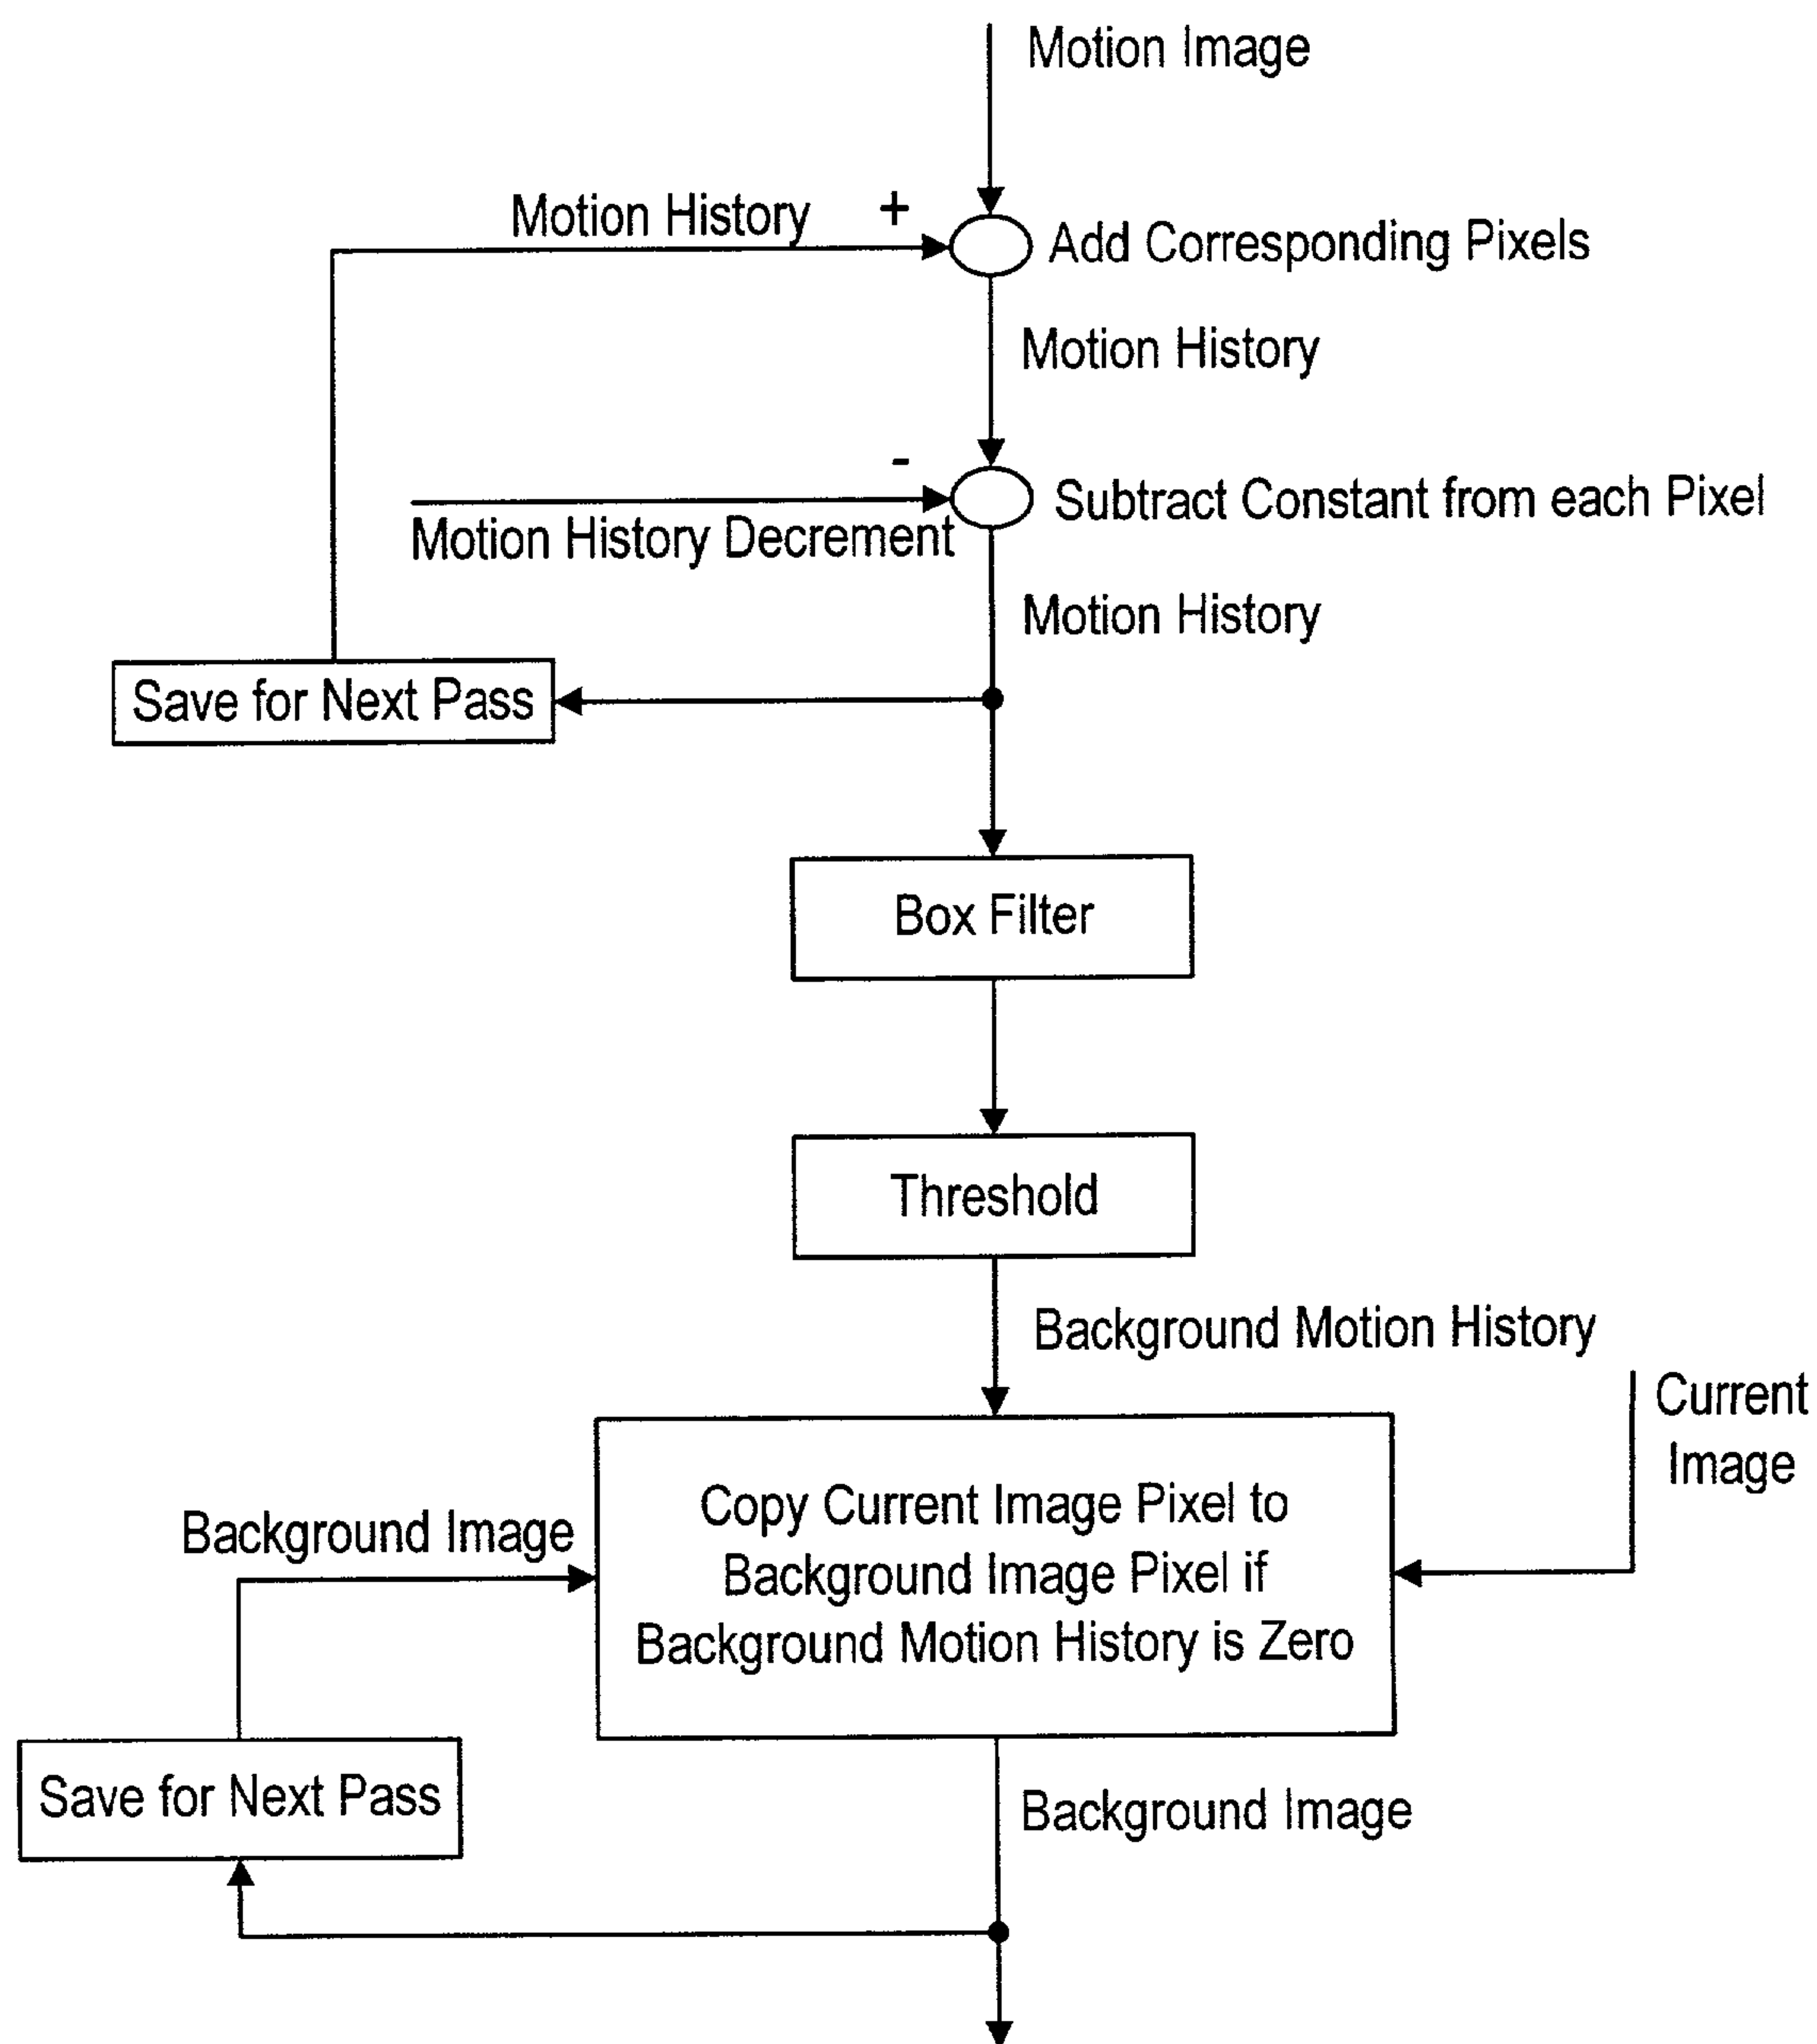 Motion Image
Motion History +
Add Corresponding Pixels
Motion History
-
Subtract Constant from each Pixel
Motion History Decrement
Motion History
Save for Next Pass
Box Filter
Threshold
Background Motion History
Current
Image
Copy Current Image Pixel to
Background Image Pixel if
Background Motion History is Zero
Background Image
Save for Next Pass
Background Image